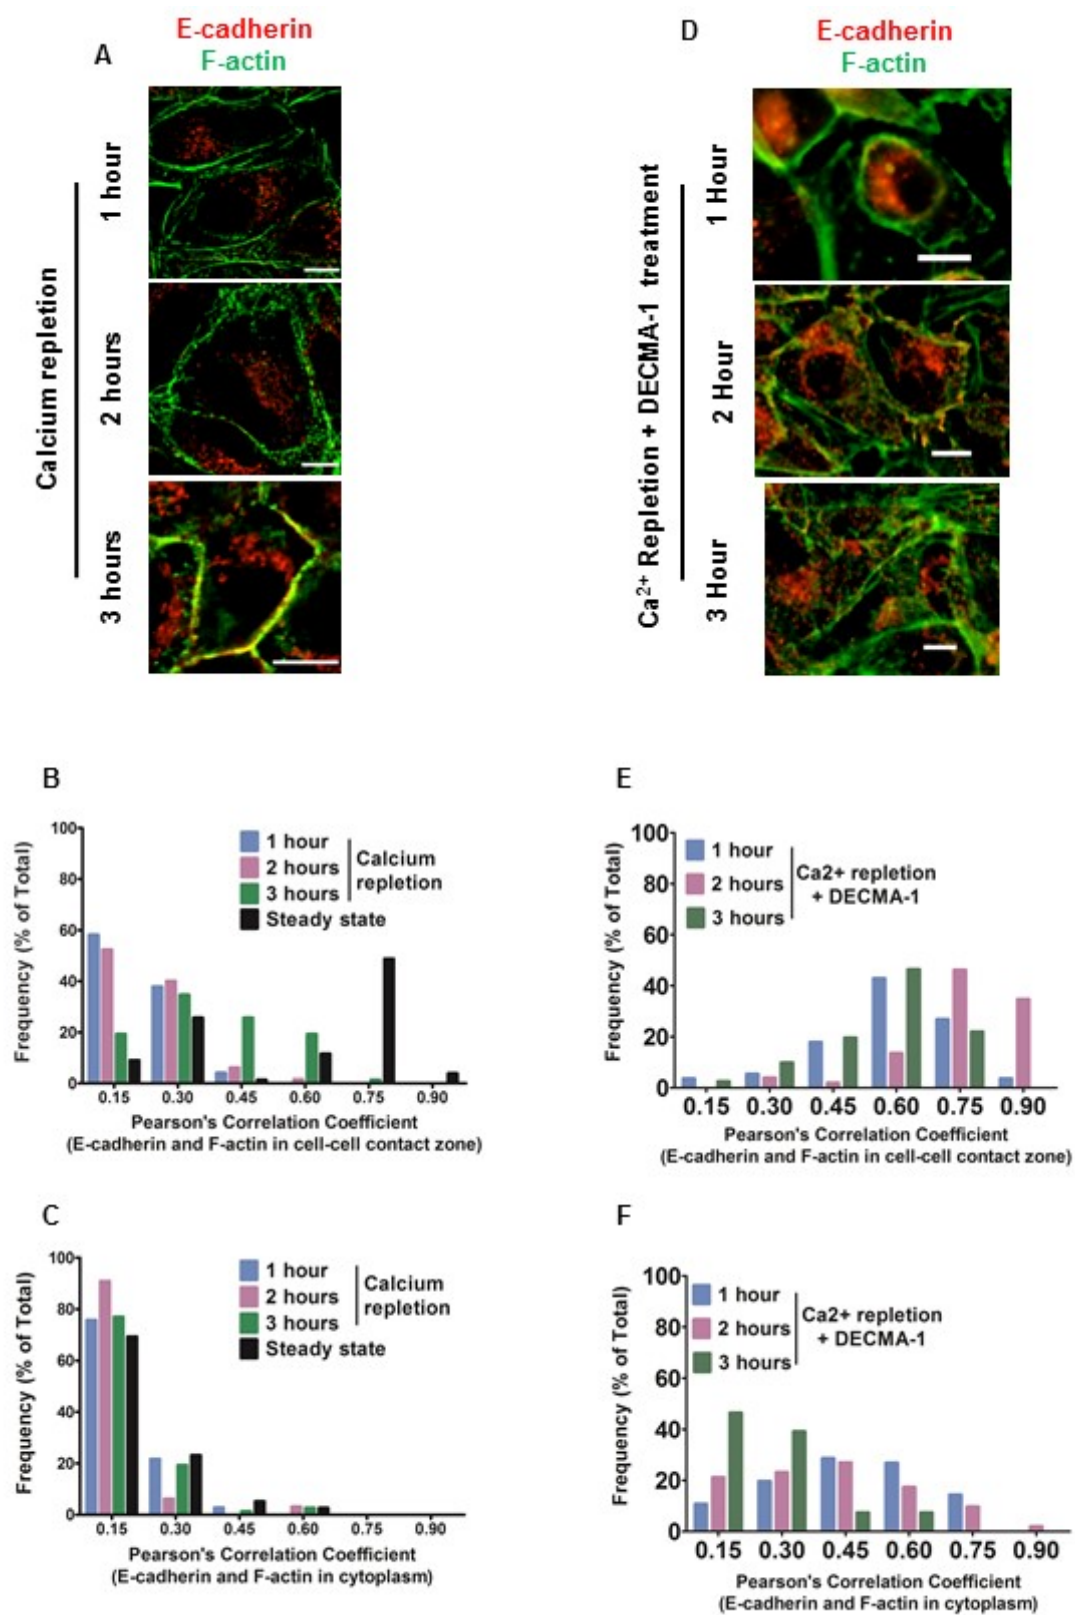 A
E-cadherin
F-actin
Calcium repletion
1 hour
2 hours
3 hours
D
E-cadherin
F-actin
Ca2+ Repletion + DECMA-1 treatment
1 Hour
2 Hour
3 Hour
B
Frequency (% of Total)
100
80
60
40
20
0
1 hour
2 hours
3 hours
Steady state
Calcium
repletion
0.15 0.30 0.45 0.60 0.75 0.90
Pearson's Correlation Coefficient
(E-cadherin and F-actin in cell-cell contact zone)
E
Frequency (% of Total)
100
80
60
40
20
0
1 hour
2 hours
3 hours
Ca2+ repletion
+ DECMA-1
0.15 0.30 0.45 0.60 0.75 0.90
Pearson's Correlation Coefficient
(E-cadherin and F-actin in cell-cell contact zone)
C
Frequency (% of Total)
100
80
60
40
20
0
1 hour
2 hours
3 hours
Steady state
Calcium
repletion
0.15 0.30 0.45 0.60 0.75 0.90
Pearson's Correlation Coefficient
(E-cadherin and F-actin in cytoplasm)
F
Frequency (% of Total)
100
80
60
40
20
0
1 hour
2 hours
3 hours
Ca2+ repletion
+ DECMA-1
0.15 0.30 0.45 0.60 0.75 0.90
Pearson's Correlation Coefficient
(E-cadherin and F-actin in cytoplasm)